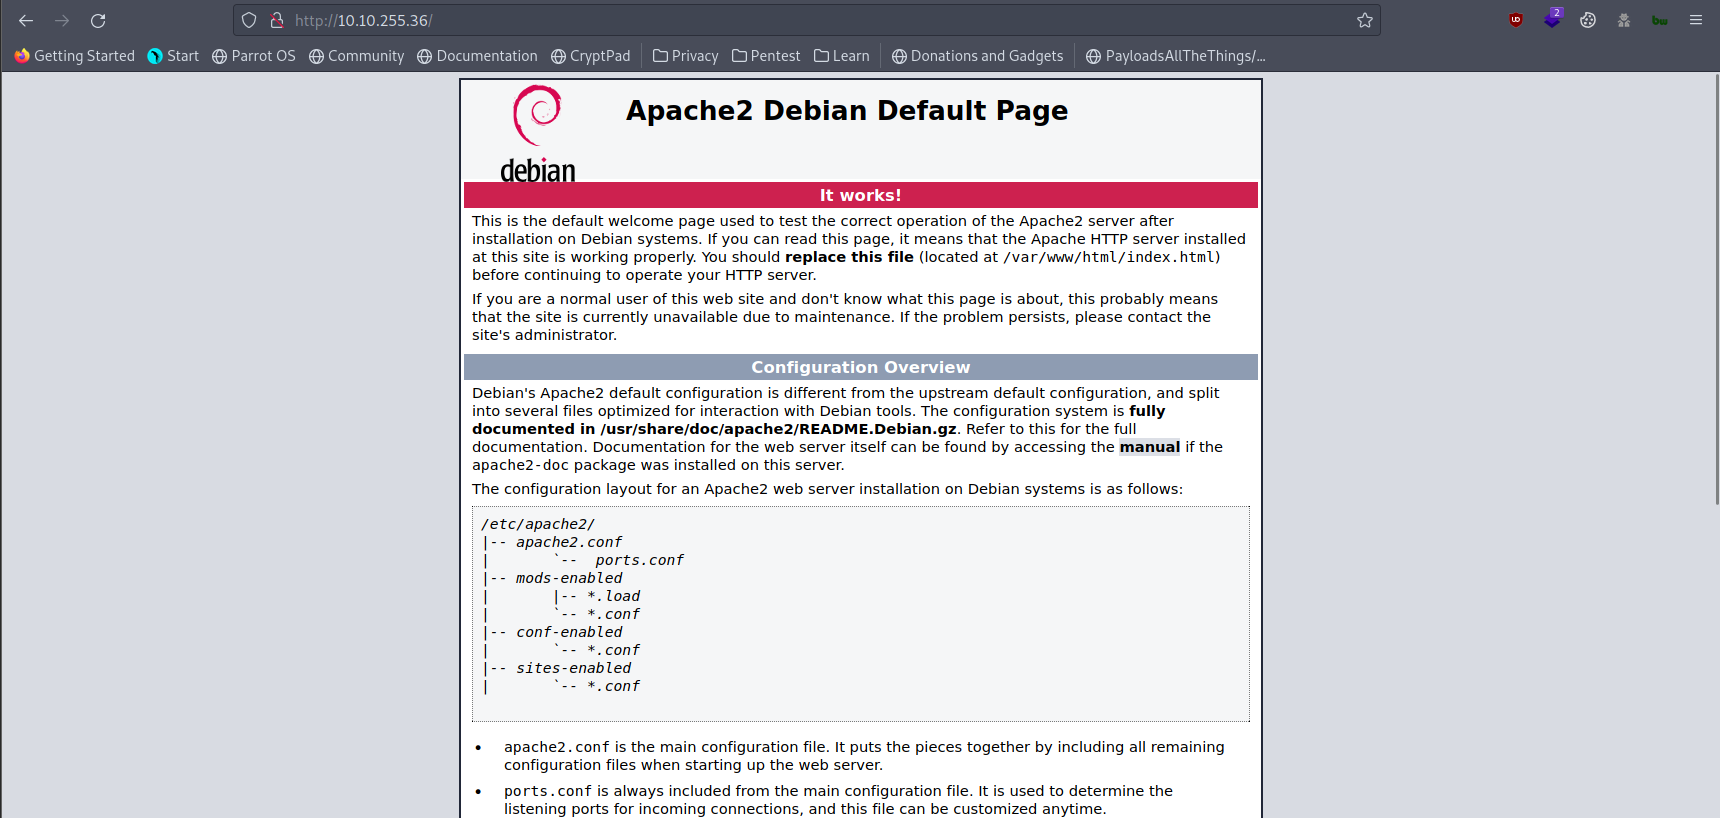 http://10.10.255.36/
2
Getting Started Start Parrot OS Community Documentation CryptPad Privacy Pentest Learn Donations and Gadgets PayloadsAllTheThings/...
debian
Apache2 Debian Default Page
It works!
This is the default welcome page used to test the correct operation of the Apache2 server after
installation on Debian systems. If you can read this page, it means that the Apache HTTP server installed
at this site is working properly. You should replace this file (located at /var/www/html/index.html)
before continuing to operate your HTTP server.
If you are a normal user of this web site and don't know what this page is about, this probably means
that the site is currently unavailable due to maintenance. If the problem persists, please contact the
site's administrator.
Configuration Overview
Debian's Apache2 default configuration is different from the upstream default configuration, and split
into several files optimized for interaction with Debian tools. The configuration system is fully
documented in /usr/share/doc/apache2/README.Debian.gz. Refer to this for the full
documentation. Documentation for the web server itself can be found by accessing the manual if the
apache2-doc package was installed on this server.
The configuration layout for an Apache2 web server installation on Debian systems is as follows:
/etc/apache2/
|-- apache2.conf
|       `--  ports.conf
|-- mods-enabled
|       |-- *.load
|       `-- *.conf
|-- conf-enabled
|       `-- *.conf
|-- sites-enabled
|       `-- *.conf
• apache2.conf is the main configuration file. It puts the pieces together by including all remaining
configuration files when starting up the web server.
• ports.conf is always included from the main configuration file. It is used to determine the
listening ports for incoming connections, and this file can be customized anytime.